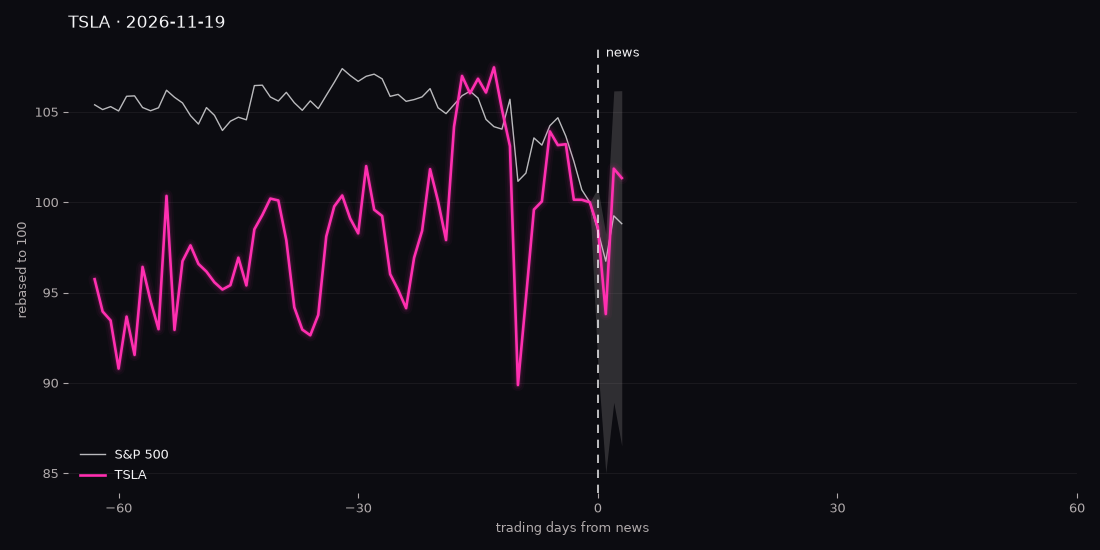 TSLA · 2026-11-19
news
105
100
95
90
85
rebased to 100
S&P 500
TSLA
−60
−30
0
30
60
trading days from news